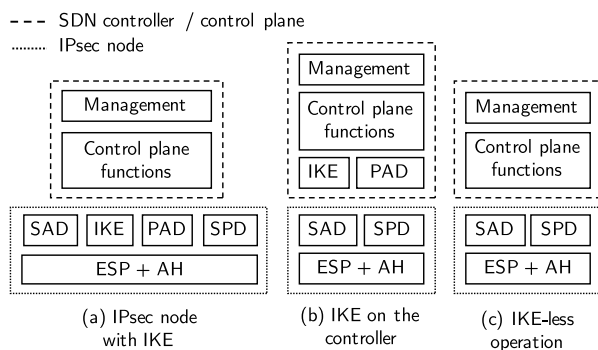 SDN controller / control plane
IPsec node
Management
Control plane
functions
SAD IKE PAD SPD
ESP + AH
(a) IPsec node
with IKE
Management
Control plane
functions
IKE PAD
SAD SPD
ESP + AH
(b) IKE on the
controller
Management
Control plane
functions
SAD SPD
ESP + AH
(c) IKE-less
operation